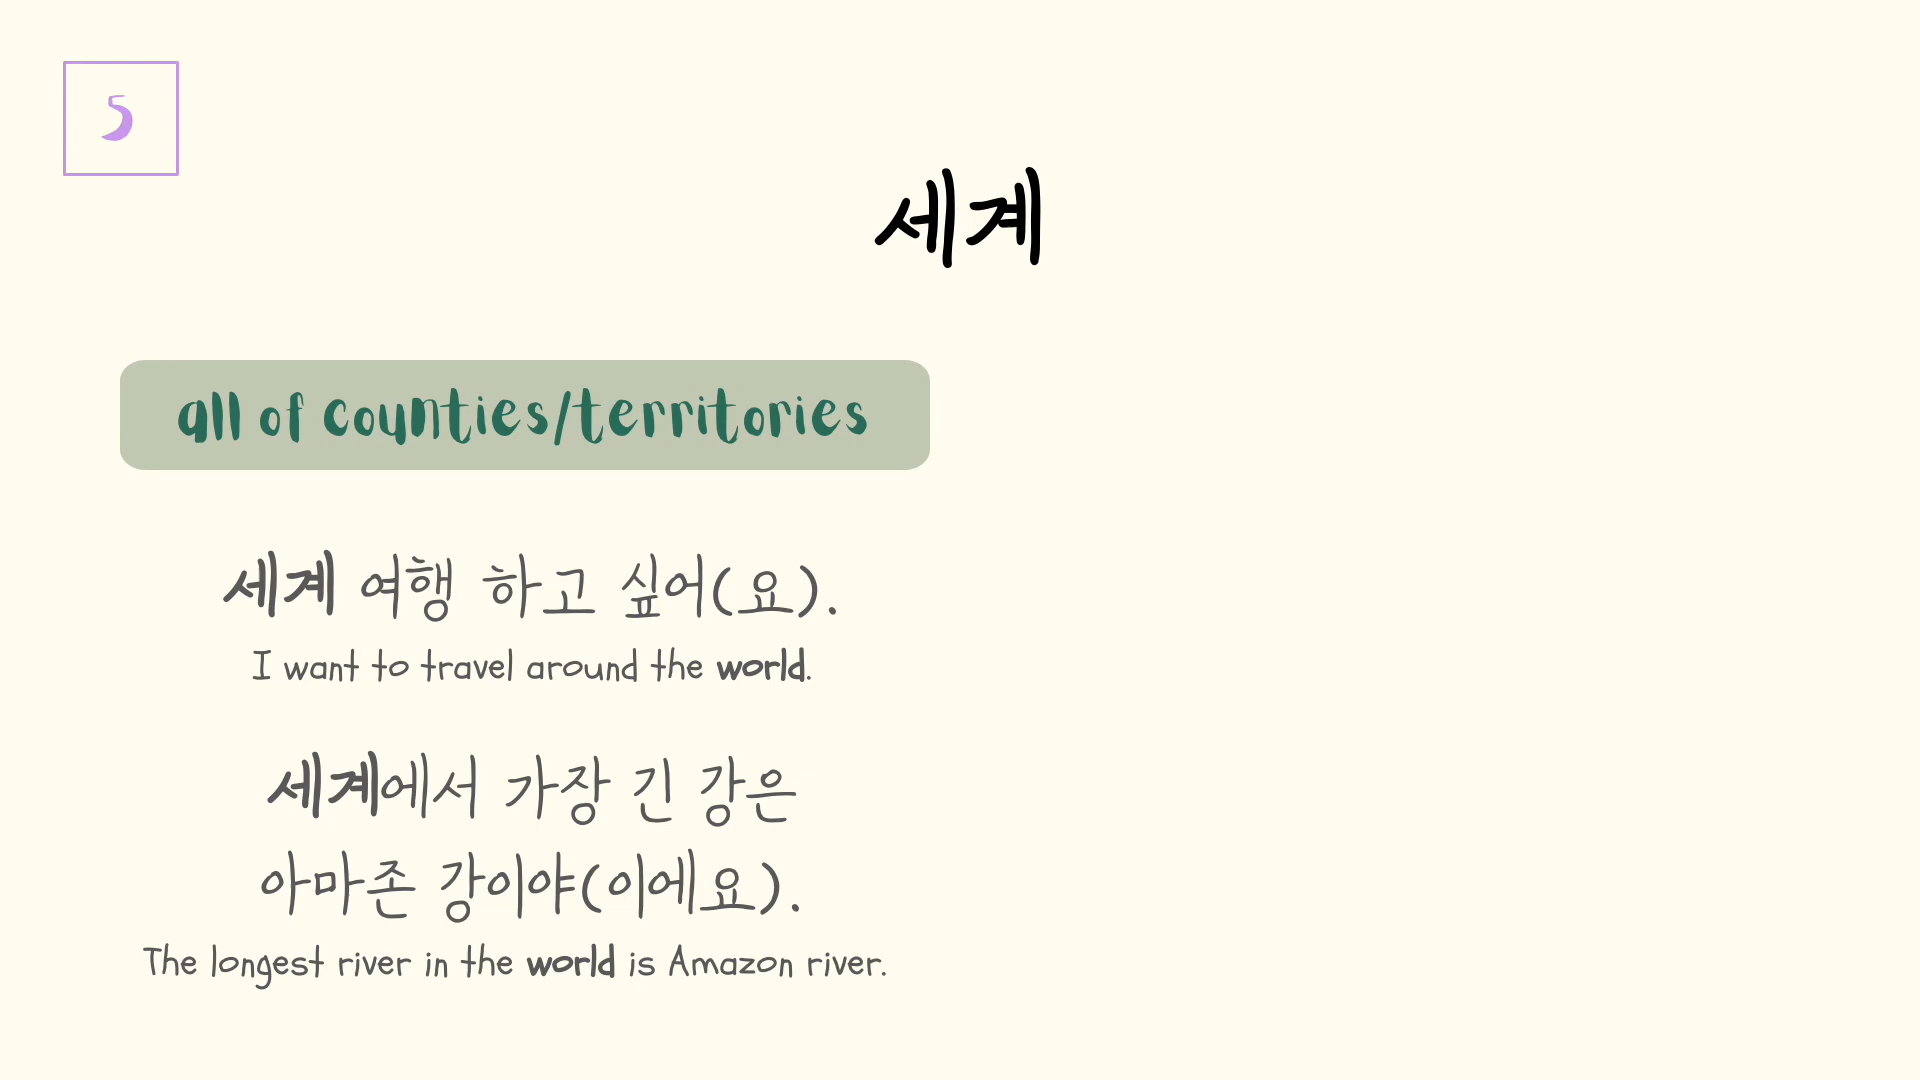 5
세계
all of counties/territories
세계 여행 하고 싶어(요).
I want to travel around the world.
세계에서 가장 긴 강은
아마존 강이야(이에요).
The longest river in the world is Amazon river.